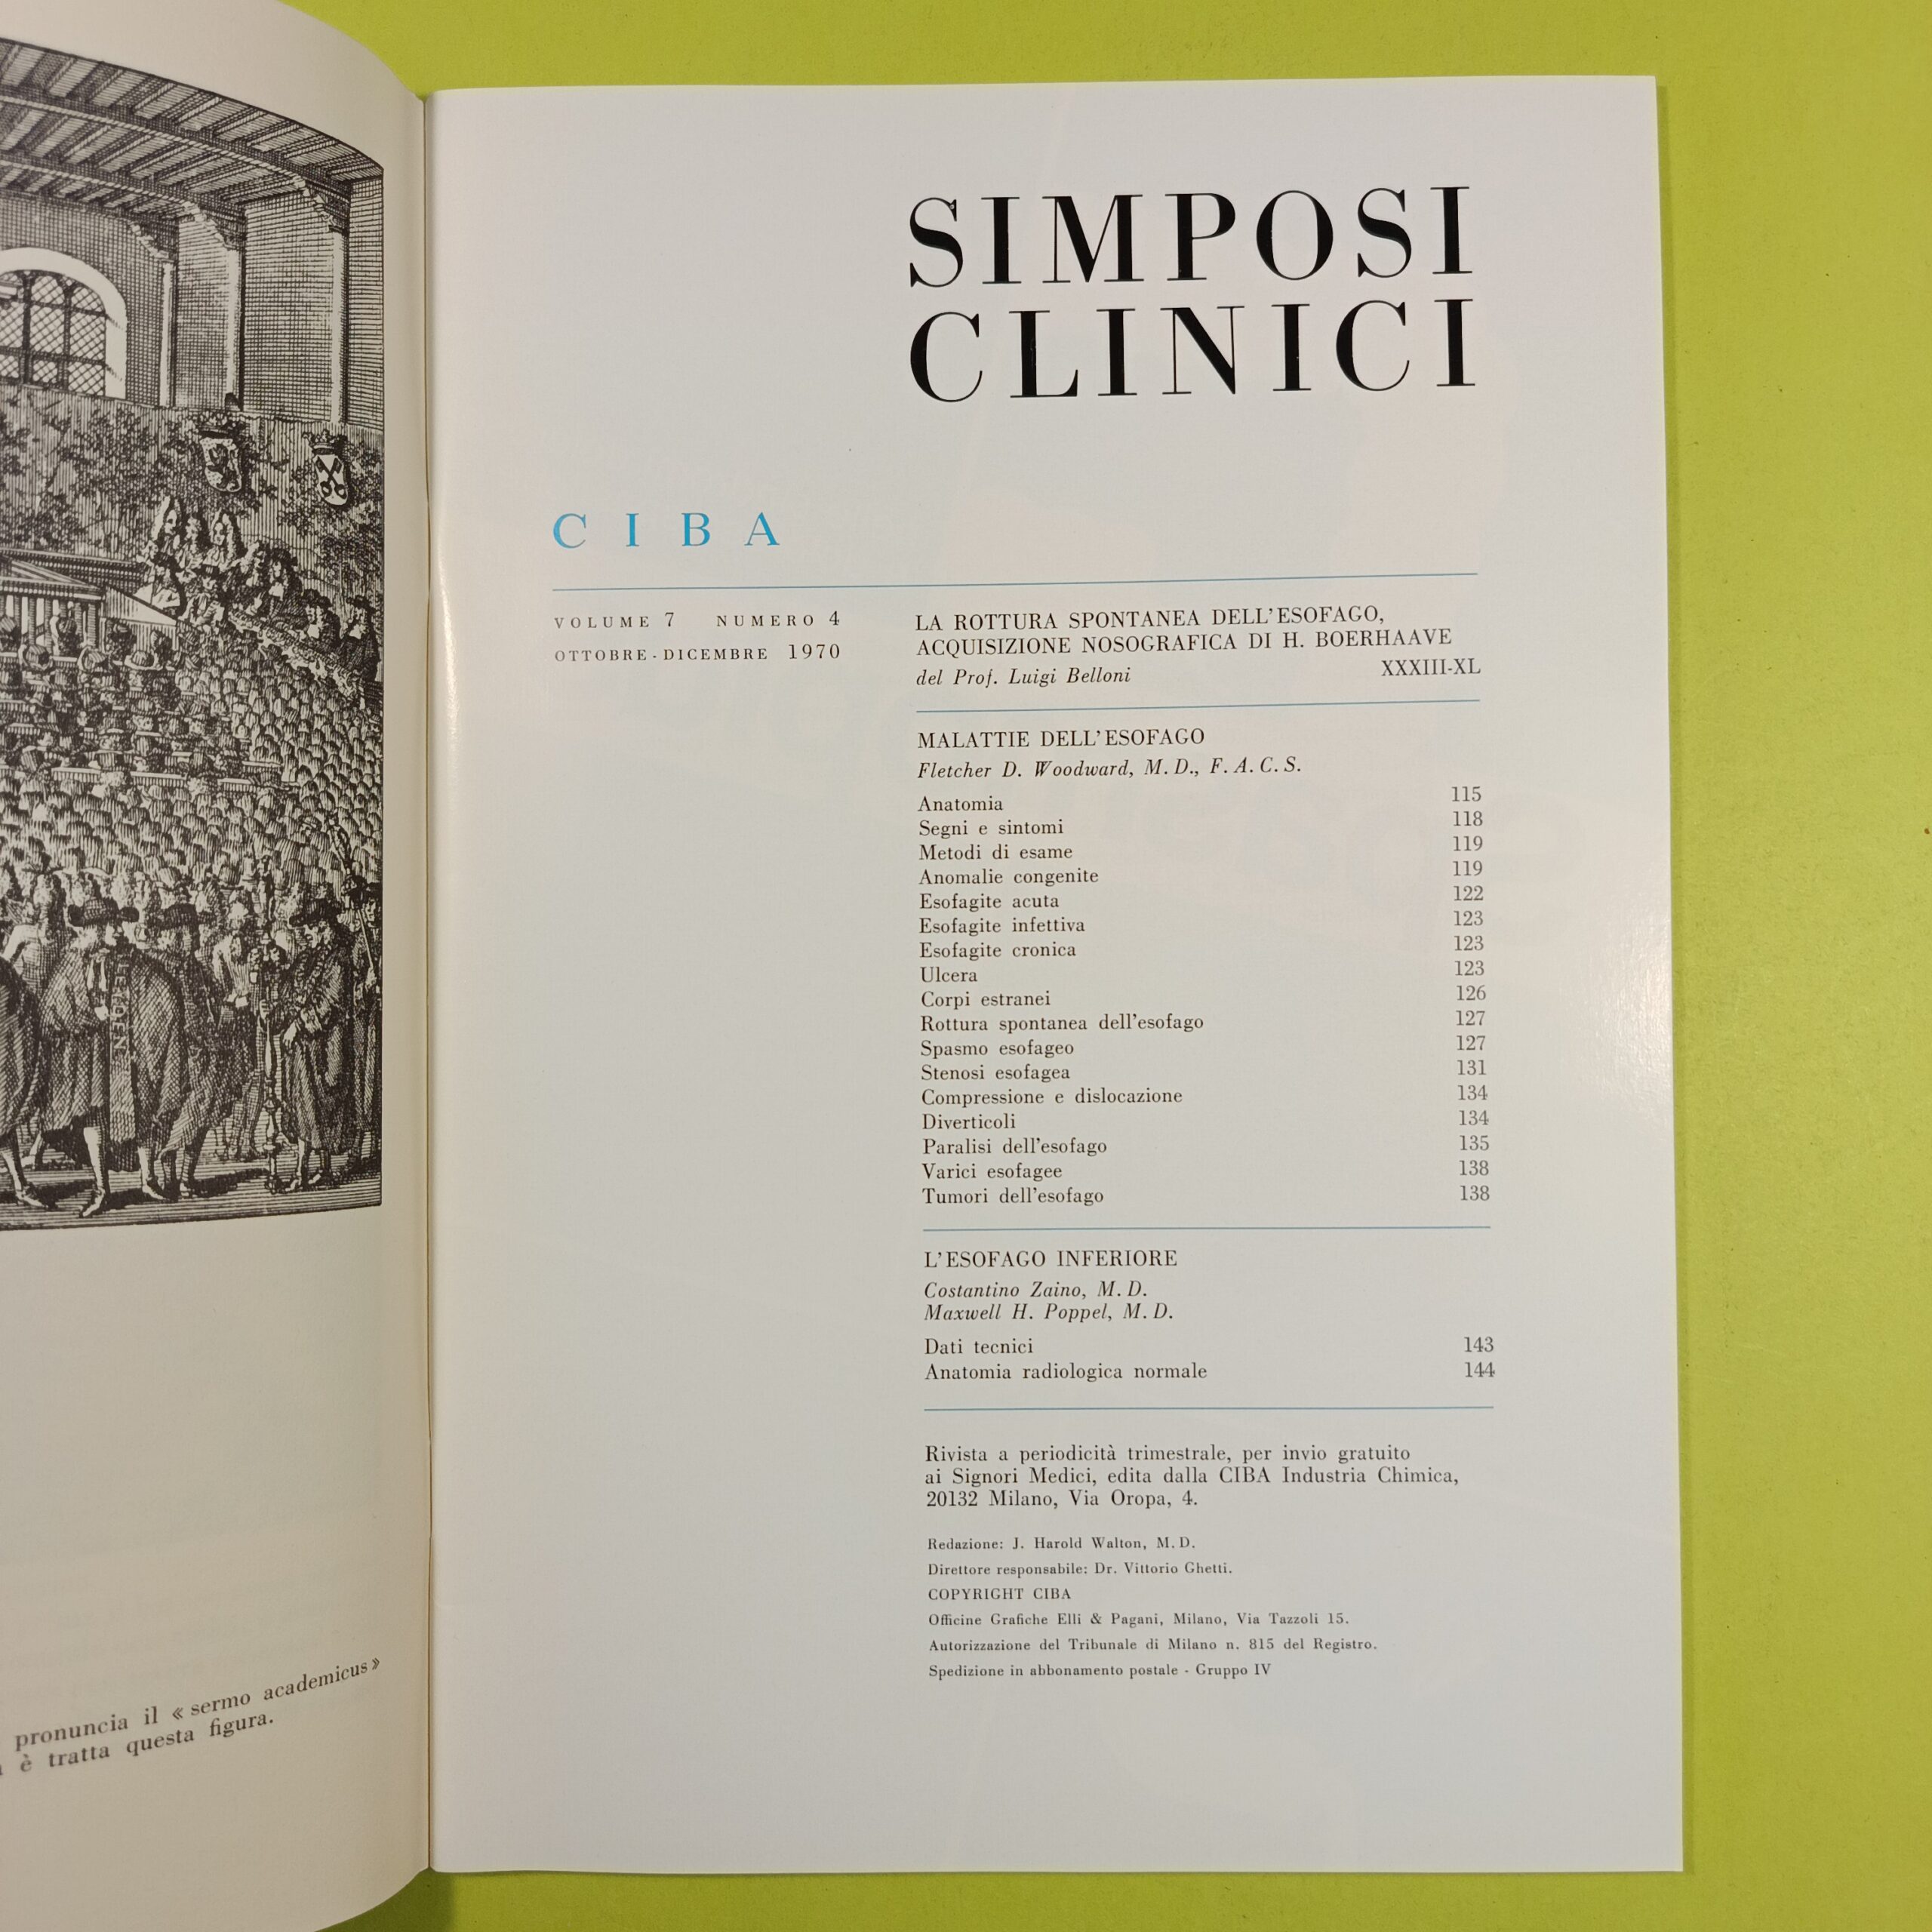 pronuncia il « sermo academicus »
è tratta questa figura.
SIMPOSI
CLINICI
CIBA
VOLUME 7 NUMERO 4
OTTOBRE - DICEMBRE 1970
LA ROTTURA SPONTANEA DELL'ESOFAGO,
ACQUISIZIONE NOSOGRAFICA DI H. BOERHAAVE
del Prof. Luigi Belloni XXXIII-XL
MALATTIE DELL'ESOFAGO
Fletcher D. Woodward, M. D., F. A. C. S.
Anatomia 115
Segni e sintomi 118
Metodi di esame 119
Anomalie congenite 119
Esofagite acuta 122
Esofagite infettiva 123
Esofagite cronica 123
Ulcera 123
Corpi estranei 126
Rottura spontanea dell'esofago 127
Spasmo esofageo 127
Stenosi esofagea 131
Compressione e dislocazione 134
Diverticoli 134
Paralisi dell'esofago 135
Varici esofagee 138
Tumori dell'esofago 138
L'ESOFAGO INFERIORE
Costantino Zaino, M. D.
Maxwell H. Poppel, M. D.
Dati tecnici 143
Anatomia radiologica normale 144
Rivista a periodicità trimestrale, per invio gratuito
ai Signori Medici, edita dalla CIBA Industria Chimica,
20132 Milano, Via Oropa, 4.
Redazione: J. Harold Walton, M. D.
Direttore responsabile: Dr. Vittorio Ghetti.
COPYRIGHT CIBA
Officine Grafiche Elli & Pagani, Milano, Via Tazzoli 15.
Autorizzazione del Tribunale di Milano n. 815 del Registro.
Spedizione in abbonamento postale - Gruppo IV